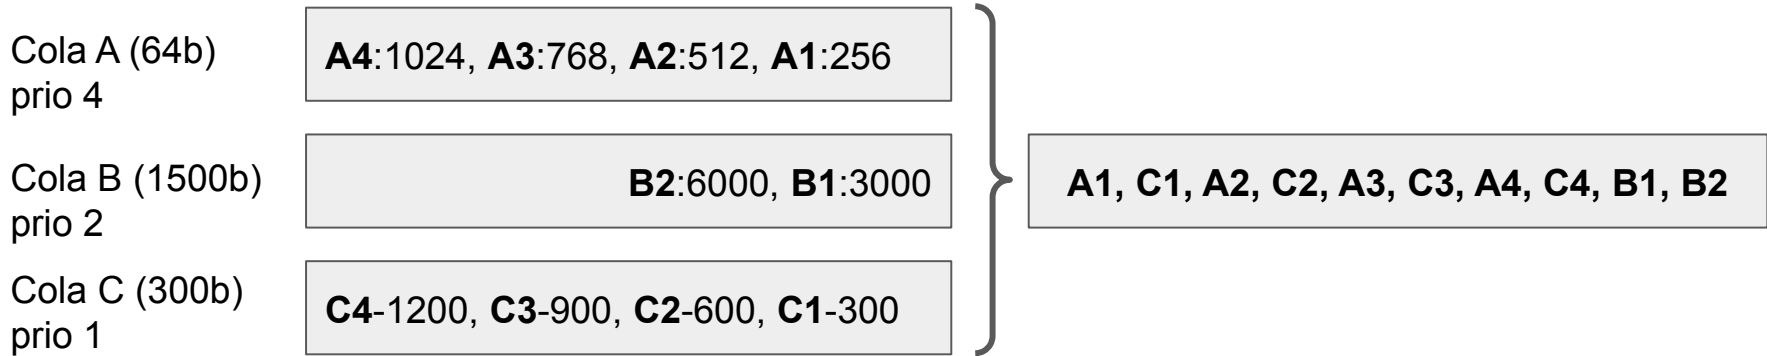 Cola A (64b)
prio 4
A4:1024, A3:768, A2:512, A1:256
Cola B (1500b)
prio 2
B2:6000, B1:3000
Cola C (300b)
prio 1
C4-1200, C3-900, C2-600, C1-300
A1, C1, A2, C2, A3, C3, A4, C4, B1, B2